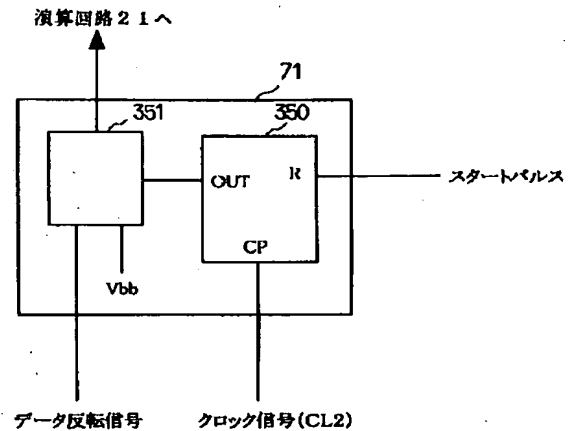 演算回路21へ
71
351
350
OUT
R
スタートパルス
CP
Vbb
データ反転信号
クロック信号(CL2)